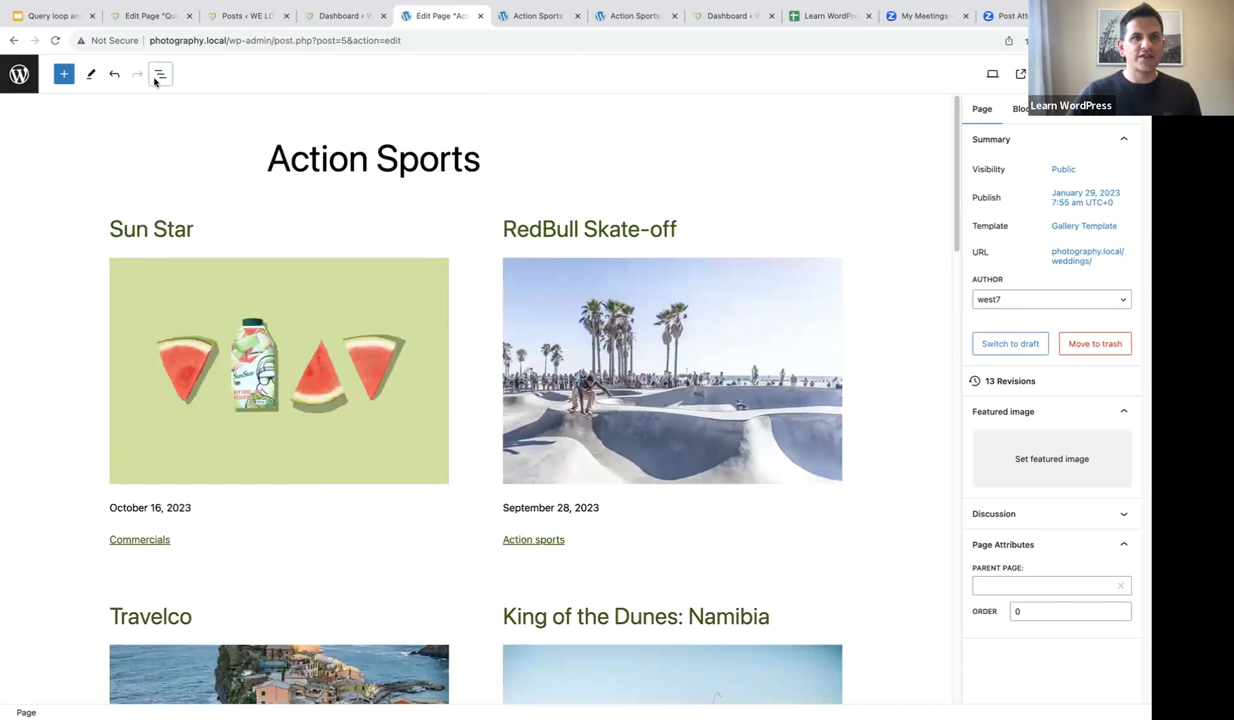 Query loop an
Edit Page "Qu
Posts ‹ WE LO
Dashboard ‹ W
Edit Page "Act
Action Sports
Action Sports
Dashboard ‹ W
Learn WordPre
My Meetings -
Post Att
Not Secure
photography.local/wp-admin/post.php?post=5&action=edit
Learn WordPress
Page
Bloc
Action Sports
Summary
Visibility
Public
Publish
January 29, 2023
7:55 am UTC+0
Template
Gallery Template
URL
photography.local/
weddings/
AUTHOR
west7
Switch to draft
Move to trash
13 Revisions
Featured image
Set featured image
Discussion
Page Attributes
PARENT PAGE:
ORDER
0
Sun Star
RedBull Skate-off
October 16, 2023
September 28, 2023
Commercials
Action sports
Travelco
King of the Dunes: Namibia
Page